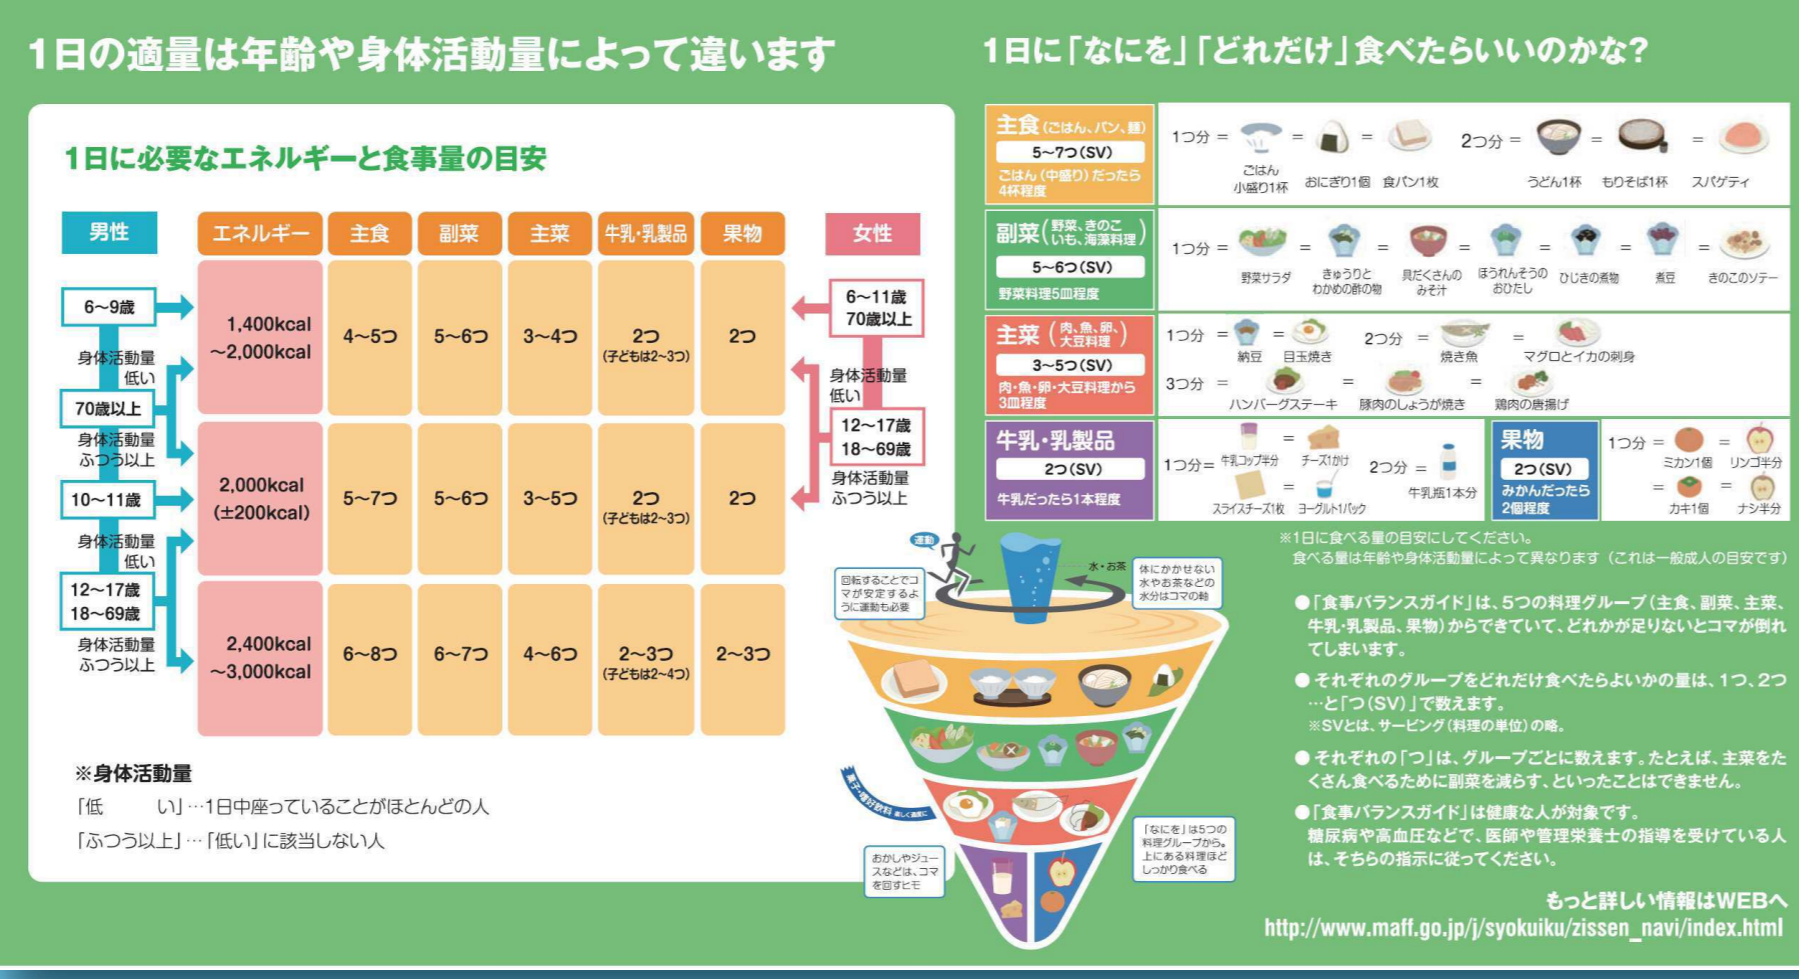 1日の適量は年齢や身体活動量によって違います
1日に必要なエネルギーと食事量の目安
男性
エネルギー
主食
副菜
主菜
牛乳・乳製品
果物
女性
6〜9歳
身体活動量
低い
70歳以上
身体活動量
ふつう以上
10〜11歳
身体活動量
低い
12〜17歳
18〜69歳
身体活動量
ふつう以上
1,400kcal
〜2,000kcal
4〜5つ
5〜6つ
3〜4つ
2つ
(子どもは2〜3つ)
2つ
2,000kcal
(±200kcal)
5〜7つ
5〜6つ
3〜5つ
2つ
(子どもは2〜3つ)
2つ
2,400kcal
〜3,000kcal
6〜8つ
6〜7つ
4〜6つ
2〜3つ
(子どもは2〜4つ)
2〜3つ
6〜11歳
70歳以上
身体活動量
低い
12〜17歳
18〜69歳
身体活動量
ふつう以上
※身体活動量
「低　い」…1日中座っていることがほとんどの人
「ふつう以上」…「低い」に該当しない人
1日に「なにを」「どれだけ」食べたらいいのかな?
主食(ごはん、パン、麺)
5〜7つ(SV)
ごはん(中盛り)だったら
4杯程度
1つ分 = = = 2つ分 = = =
ごはん
小盛り1杯
おにぎり1個
食パン1枚
うどん1杯
もりそば1杯
スパゲティ
副菜(野菜、きのこ
いも、海藻料理)
5〜6つ(SV)
野菜料理5皿程度
1つ分 = = = = = = =
野菜サラダ
きゅうりと
わかめの酢の物
具だくさんの
みそ汁
ほうれんそうの
おひたし
ひじきの煮物
煮豆
きのこのソテー
主菜(肉、魚、卵、
大豆料理)
3〜5つ(SV)
肉・魚・卵・大豆料理から
3皿程度
1つ分 = = 2つ分 = =
納豆
目玉焼き
焼き魚
マグロとイカの刺身
3つ分 = = =
ハンバーグステーキ
豚肉のしょうが焼き
鶏肉の唐揚げ
牛乳・乳製品
2つ(SV)
牛乳だったら1本程度
1つ分 = = 2つ分 =
牛乳コップ半分
チーズ1かけ
=
スライスチーズ1枚
ヨーグルト1パック
牛乳瓶1本分
果物
2つ(SV)
みかんだったら
2個程度
1つ分 = =
ミカン1個
リンゴ半分
= =
カキ1個
ナシ半分
※1日に食べる量の目安にしてください。
食べる量は年齢や身体活動量によって異なります(これは一般成人の目安です)
運動
回転することでコ
マが安定するよ
うに運動も必要
水・お茶
体にかかせない
水やお茶などの
水分はコマの軸
菓子・嗜好飲料 楽しく適度に
おかしやジュー
スなどは、コマ
を回すヒモ
「なにを」は5つの
料理グループから。
上にある料理ほど
しっかり食べる
●「食事バランスガイド」は、5つの料理グループ(主食、副菜、主菜、
牛乳・乳製品、果物)からできていて、どれかが足りないとコマが倒れ
てしまいます。
●それぞれのグループをどれだけ食べたらよいかの量は、1つ、2つ
…と「つ(SV)」で数えます。
※SVとは、サービング(料理の単位)の略。
●それぞれの「つ」は、グループごとに数えます。たとえば、主菜をた
くさん食べるために副菜を減らす、といったことはできません。
●「食事バランスガイド」は健康な人が対象です。
糖尿病や高血圧などで、医師や管理栄養士の指導を受けている人
は、そちらの指示に従ってください。
もっと詳しい情報はWEBへ
http://www.maff.go.jp/j/syokuiku/zissen_navi/index.html